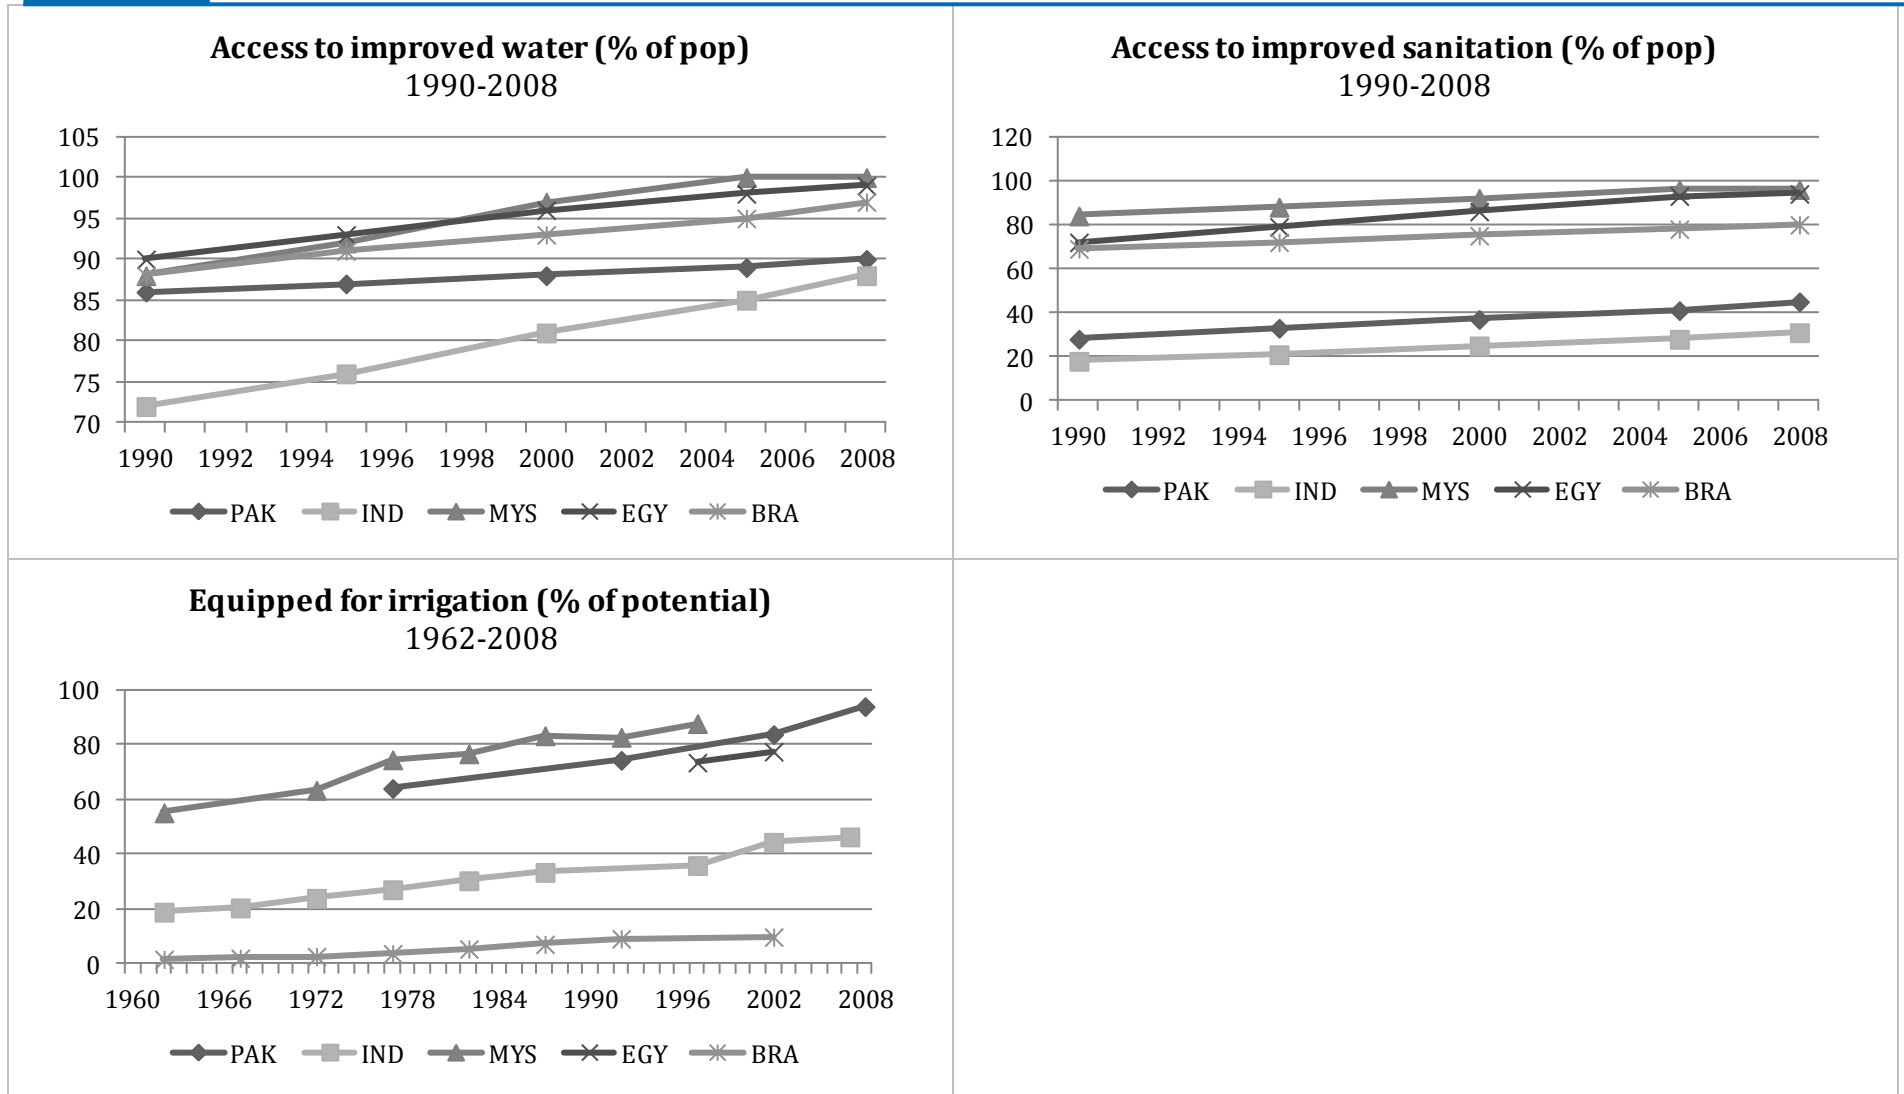 Access to improved water (% of pop)
1990-2008
105
100
95
90
85
80
75
70
1990 1992 1994 1996 1998 2000 2002 2004 2006 2008
PAK IND MYS EGY BRA
Access to improved sanitation (% of pop)
1990-2008
120
100
80
60
40
20
0
1990 1992 1994 1996 1998 2000 2002 2004 2006 2008
PAK IND MYS EGY BRA
Equipped for irrigation (% of potential)
1962-2008
100
80
60
40
20
0
1960 1966 1972 1978 1984 1990 1996 2002 2008
PAK IND MYS EGY BRA